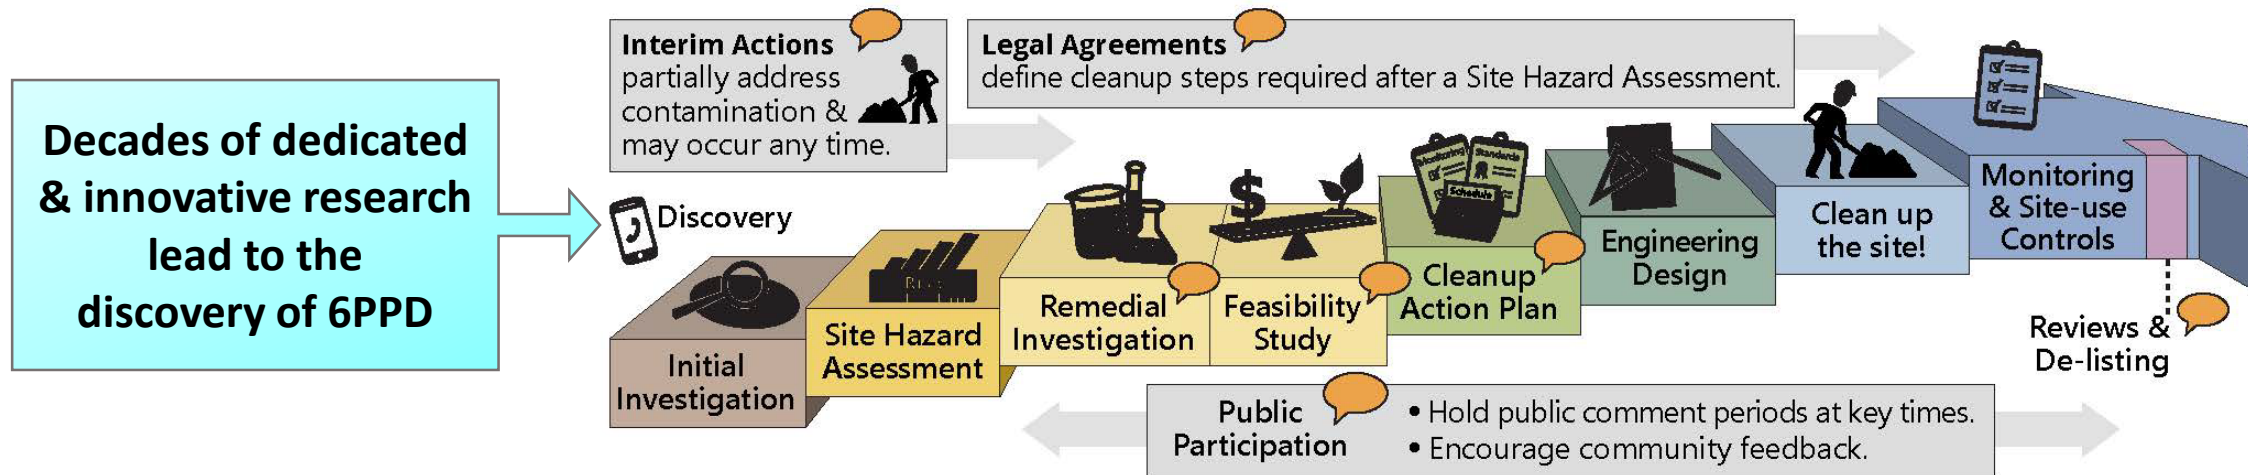 Decades of dedicated
& innovative research
lead to the
discovery of 6PPD
Interim Actions
partially address
contamination &
may occur any time.
Legal Agreements
define cleanup steps required after a Site Hazard Assessment.
Discovery
Initial
Investigation
Site Hazard
Assessment
Remedial
Investigation
Feasibility
Study
Monitoring
Standards
Schedule
Cleanup
Action Plan
Engineering
Design
Clean up
the site!
Monitoring
& Site-use
Controls
Reviews &
De-listing
Public
Participation
• Hold public comment periods at key times.
• Encourage community feedback.